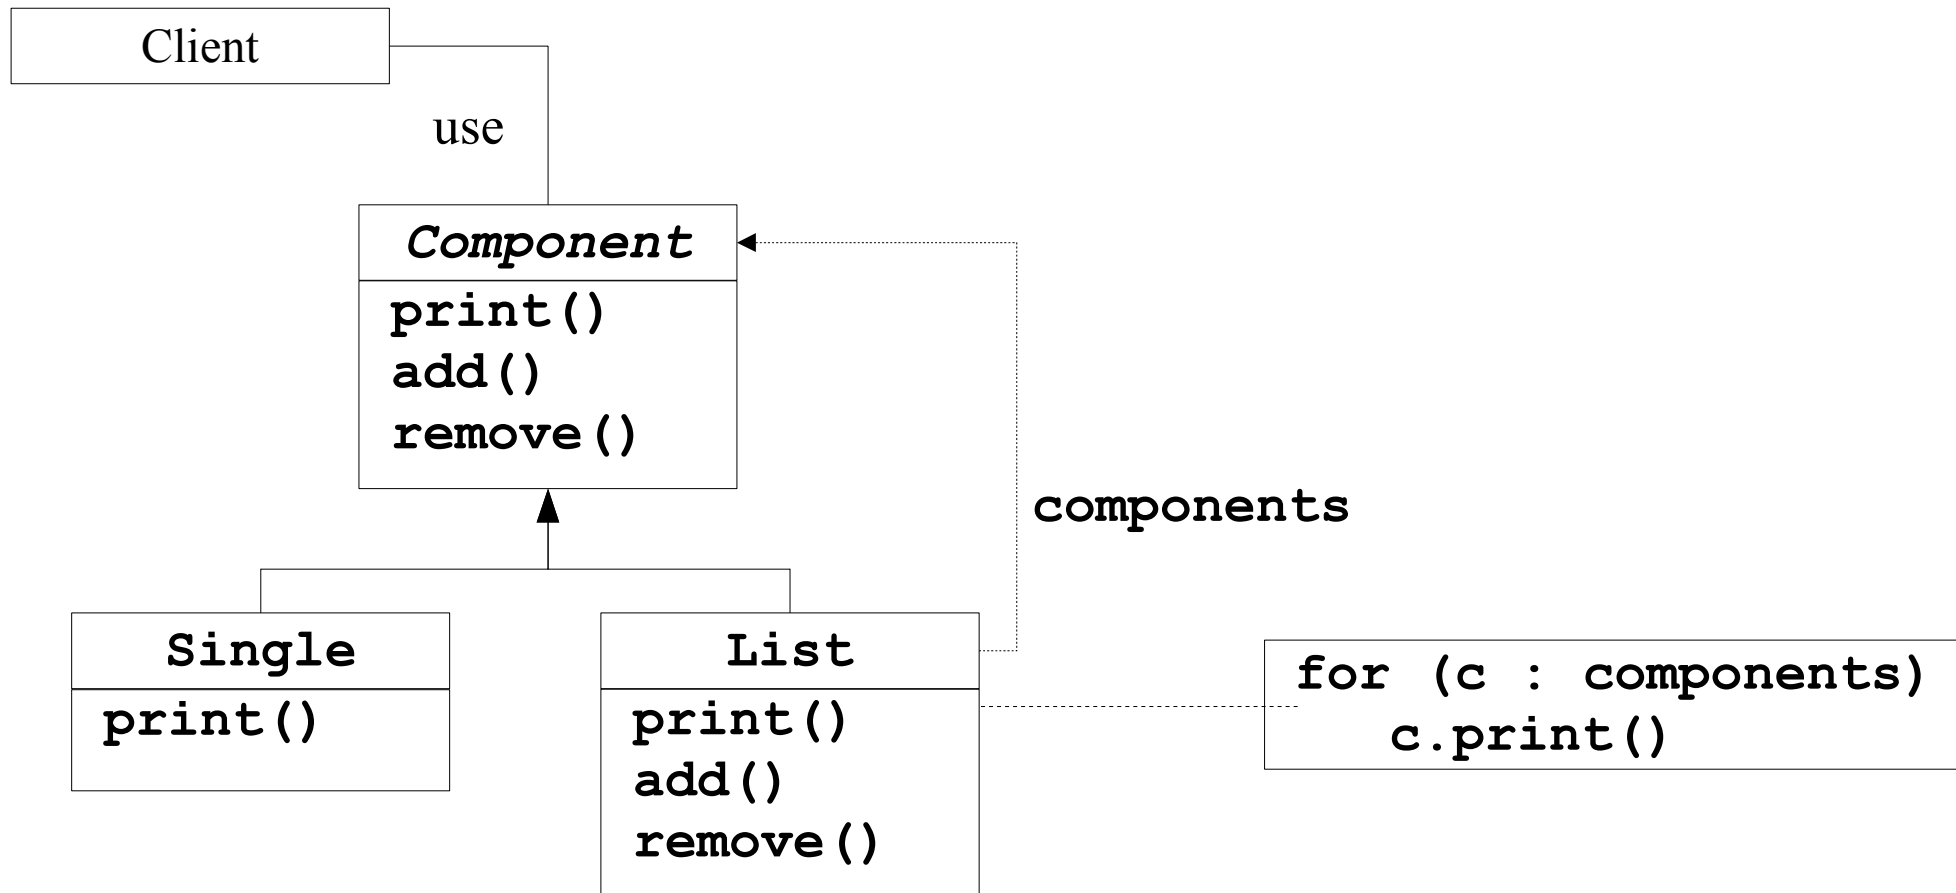 Client
use
Component
print()
add()
remove()
components
Single
print()
List
print()
add()
remove()
for (c : components)
c.print()